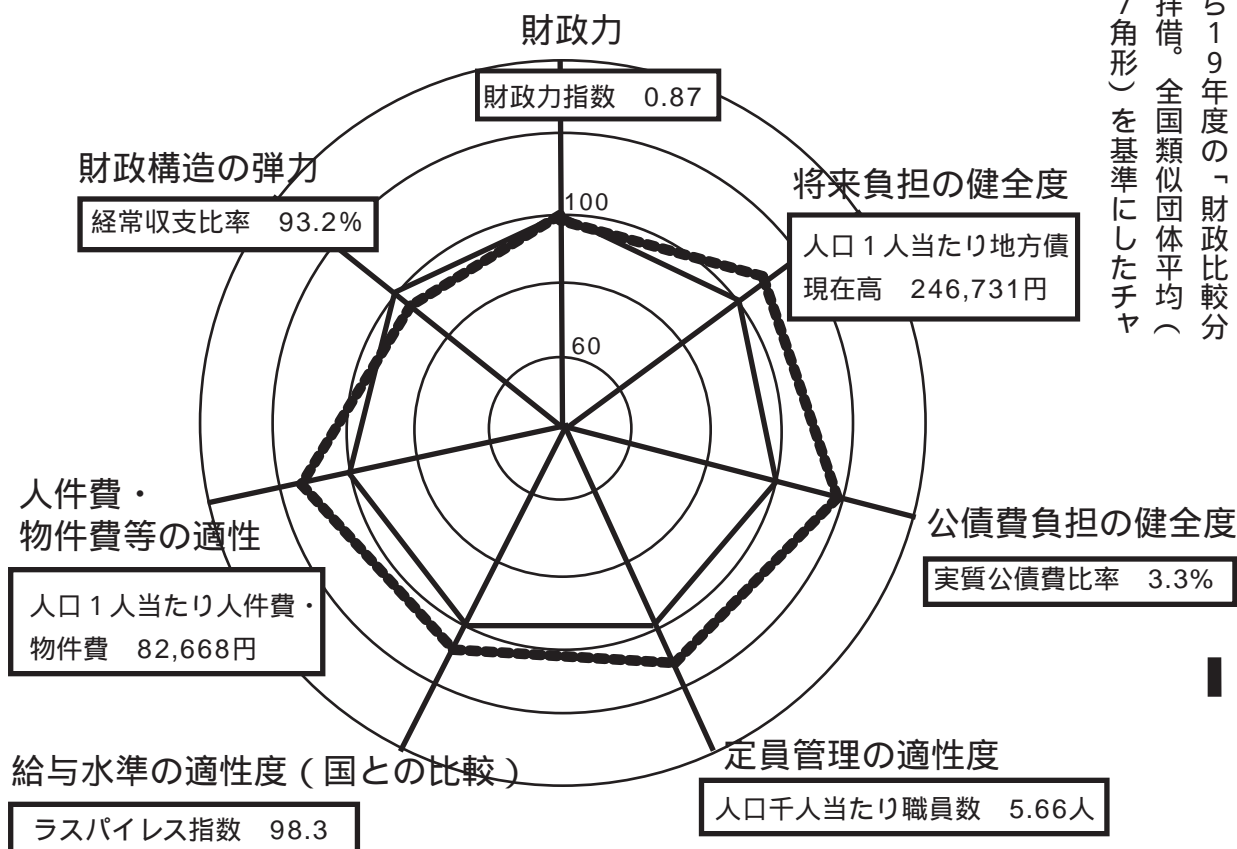 ら19年度の「財政比較分
拝借。全国類似団体平均（
７角形）を基準にしたチャ
財政力
財政力指数 0.87
財政構造の弾力
経常収支比率 93.2%
将来負担の健全度
人口１人当たり地方債
現在高 246,731円
100
60
人件費・
物件費等の適性
人口１人当たり人件費・
物件費 82,668円
公債費負担の健全度
実質公債費比率 3.3%
給与水準の適性度（国との比較）
ラスパイレス指数 98.3
定員管理の適性度
人口千人当たり職員数 5.66人